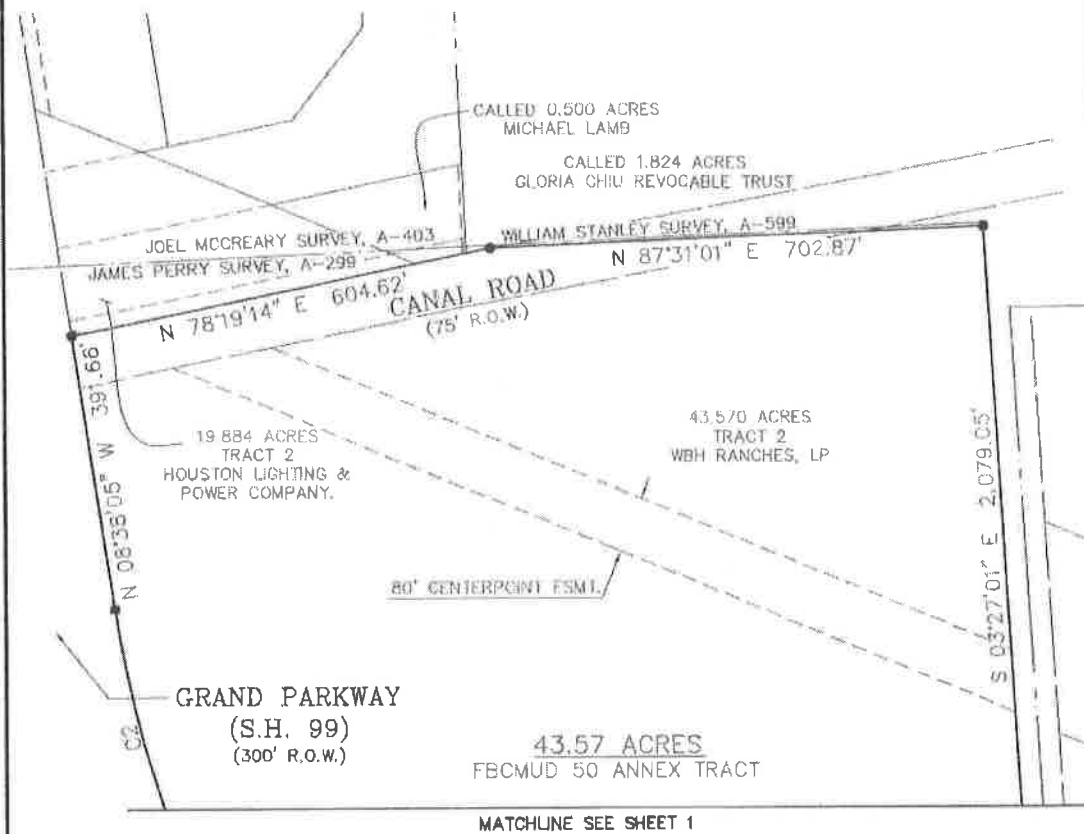 CALLED 0.500 ACRES
MICHAEL LAMB
CALLED 1.824 ACRES
GLORIA CHIU REVOCABLE TRUST
JOEL MCCREARY SURVEY, A-403
WILLIAM STANLEY SURVEY, A-599
JAMES PERRY SURVEY, A-299
N 87°31'01" E 702.87'
N 78°19'14" E 604.62'
CANAL ROAD
(75' R.O.W.)
N 08°38'05" W 391.66'
19.884 ACRES
TRACT 2
HOUSTON LIGHTING &
POWER COMPANY.
43.570 ACRES
TRACT 2
WBH RANCHES, LP
S 03°27'01" E 2,079.05'
80' CENTERPOINT ESMT.
GRAND PARKWAY
(S.H. 99)
(300' R.O.W.)
C2
43.57 ACRES
FBCMUD 50 ANNEX TRACT
MATCHLINE SEE SHEET 1